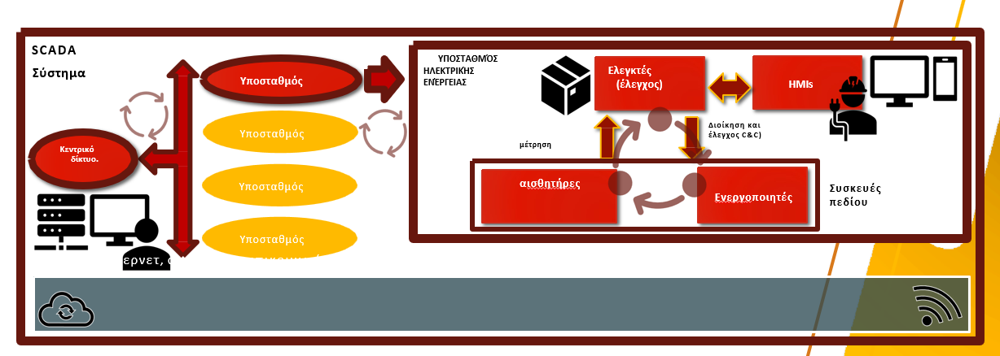 SCADA
Σύστημα
Υποσταθμός
Υποσταθμός
Υποσταθμός
Υποσταθμός
Κεντρικό
δίκτυο.
ΥΠΟΣΤΑΘΜΌΣ
ΗΛΕΚΤΡΙΚΉΣ
ΕΝΈΡΓΕΙΑΣ
Ελεγκτές
(έλεγχος)
HMIs
μέτρηση
Διοίκηση και
έλεγχος C&C)
αισθητήρες
Ενεργοποιητές
Συσκευές
πεδίου